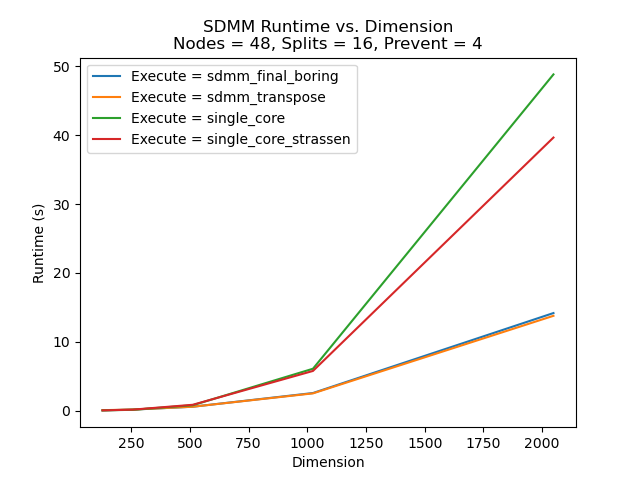 SDMM Runtime vs. Dimension
Nodes = 48, Splits = 16, Prevent = 4
Execute = sdmm_final_boring
Execute = sdmm_transpose
Execute = single_core
Execute = single_core_strassen
50
40
30
20
10
0
Runtime (s)
250 500 750 1000 1250 1500 1750 2000
Dimension